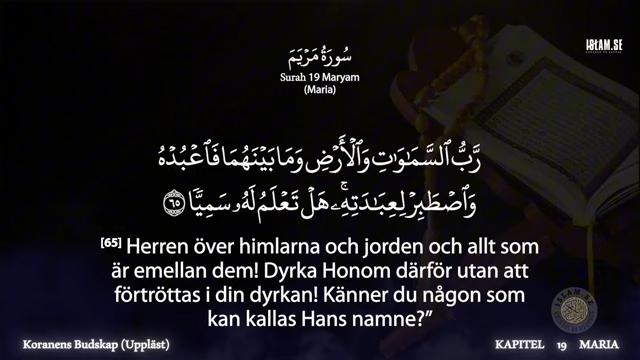 ISLAM.SE
سُورَةُ مَرْيَمَ
Surah 19 Maryam
(Maria)
رَّبُّ ٱلسَّمَـٰوَٰتِ وَٱلْأَرْضِ وَمَا بَيْنَهُمَا فَٱعْبُدْهُ
وَٱصْطَبِرْ لِعِبَـٰدَتِهِۦ ۚ هَلْ تَعْلَمُ لَهُۥ سَمِيًّا ٦٥
[65] Herren över himlarna och jorden och allt som
är emellan dem! Dyrka Honom därför utan att
förtröttas i din dyrkan! Känner du någon som
kan kallas Hans namne?”
ISLAM.SE
Koranens Budskap (Uppläst)
KAPITEL 19 MARIA